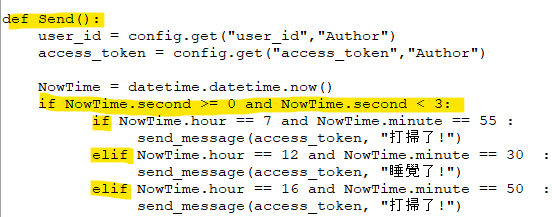 def Send():
    user_id = config.get("user_id","Author")
    access_token = config.get("access_token","Author")
    NowTime = datetime.datetime.now()
    if NowTime.second >= 0 and NowTime.second < 3:
        if NowTime.hour == 7 and NowTime.minute == 55 :
            send_message(access_token, "打掃了!")
        elif NowTime.hour == 12 and NowTime.minute == 30  :
            send_message(access_token, "睡覺了!")
        elif NowTime.hour == 16 and NowTime.minute == 50  :
            send_message(access_token, "打掃了!")